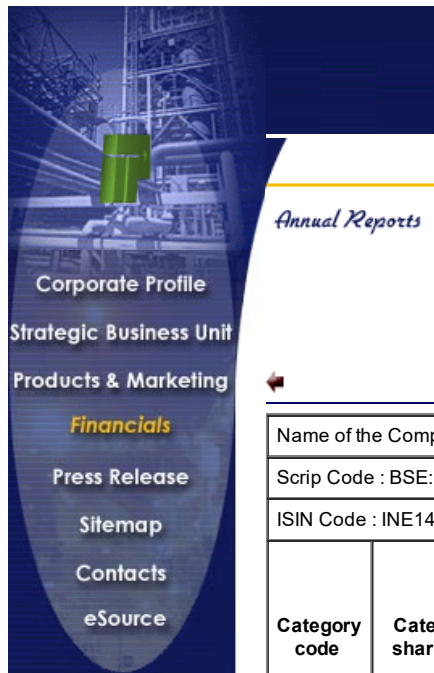 Corporate Profile
Strategic Business Unit
Products & Marketing
Financials
Press Release
Sitemap
Contacts
eSource
Annual Reports
Name of the Comp
Scrip Code : BSE:
ISIN Code : INE14
Category code
Cate
shar